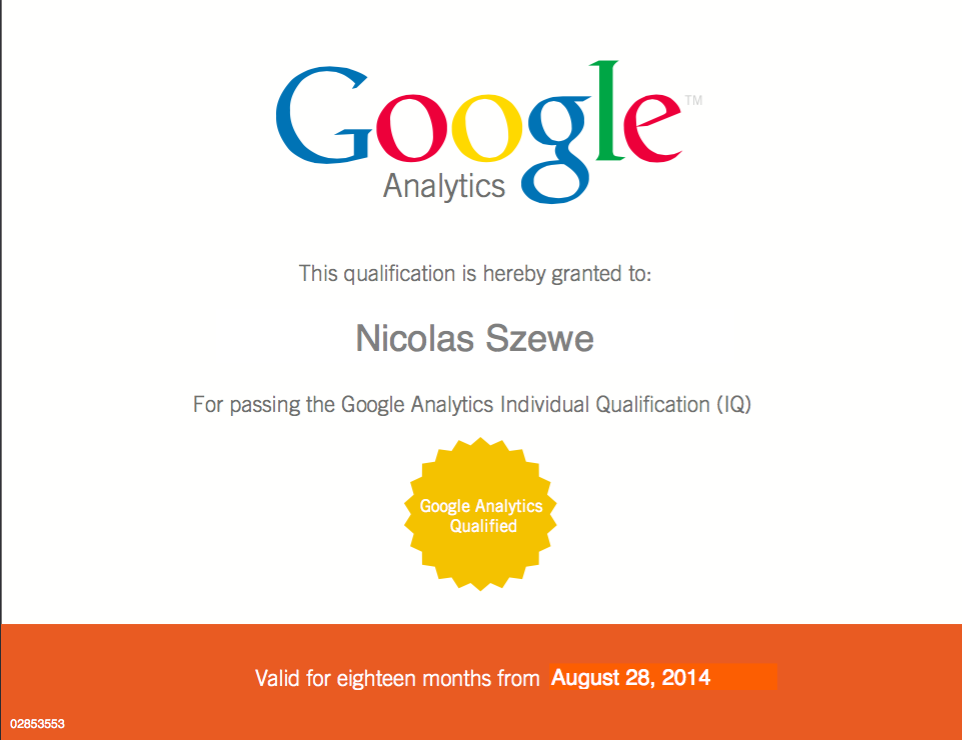 Google™
Analytics
This qualification is hereby granted to:
Nicolas Szewe
For passing the Google Analytics Individual Qualification (IQ)
Google Analytics
Qualified
Valid for eighteen months from August 28, 2014
02853553